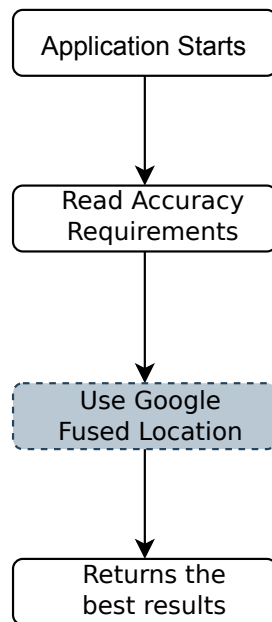 Application Starts
Read Accuracy
Requirements
Use Google
Fused Location
Returns the
best results